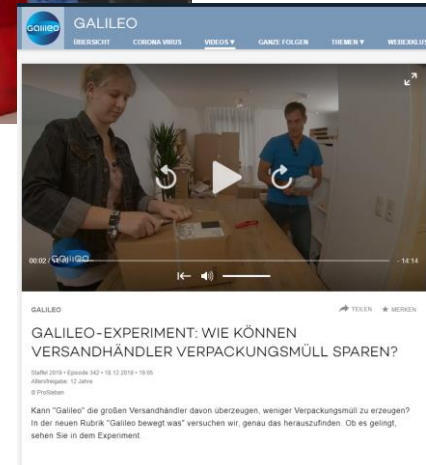 Galileo
GALILEO
ÜBERSICHT CORONA VIRUS VIDEOS▼ GANZE FOLGEN THEMEN▼ WEBEXKLUS
00:02
Galileo
- 14:14
GALILEO
TEILEN ★ MERKEN
GALILEO-EXPERIMENT: WIE KÖNNEN
VERSANDHÄNDLER VERPACKUNGSMÜLL SPAREN?
Staffel 2019 • Episode 342 • 18.12.2019 • 19:05
Altersfreigabe: 12 Jahre
© ProSieben
Kann "Galileo" die großen Versandhändler davon überzeugen, weniger Verpackungsmüll zu erzeugen?
In der neuen Rubrik "Galileo bewegt was" versuchen wir, genau das herauszufinden. Ob es gelingt,
sehen Sie in dem Experiment.